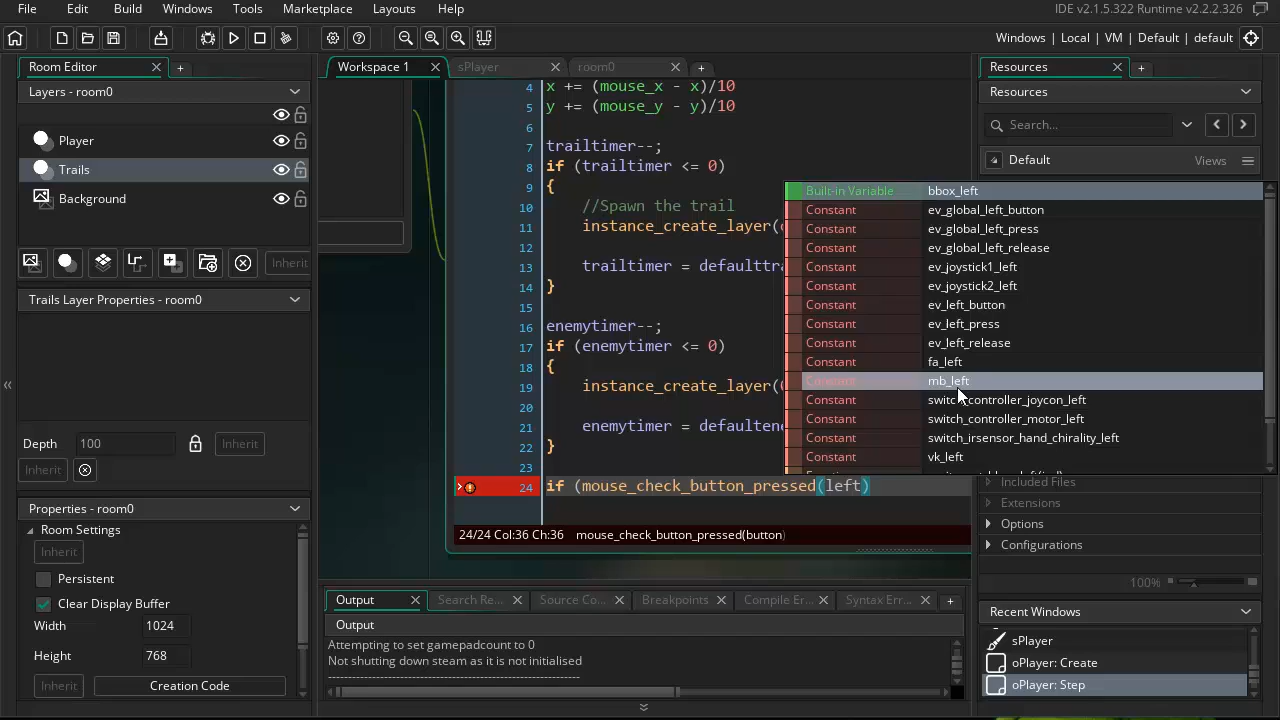 File Edit Build Windows Tools Marketplace Layouts Help IDE v2.1.5.322 Runtime v2.2.2.326
Windows | Local | VM | Default | default
Room Editor
Layers - room0
Player
Trails
Background
Inherit
Trails Layer Properties - room0
Depth 100 Inherit
Inherit
Properties - room0
Room Settings
Inherit
Persistent
Clear Display Buffer
Width 1024
Height 768
Inherit Creation Code
Workspace 1 sPlayer room0
4 x += (mouse_x - x)/10
5 y += (mouse_y - y)/10
6
7 trailtimer--;
8 if (trailtimer <= 0)
9 {
10 //Spawn the trail
11 instance_create_layer(
12
13 trailtimer = defaulttra
14 }
15
16 enemytimer--;
17 if (enemytimer <= 0)
18 {
19 instance_create_layer(
20
21 enemytimer = defaulten
22 }
23
24 if (mouse_check_button_pressed(left)
24/24 Col:36 Ch:36 mouse_check_button_pressed(button)
Built-in Variable bbox_left
Constant ev_global_left_button
Constant ev_global_left_press
Constant ev_global_left_release
Constant ev_joystick1_left
Constant ev_joystick2_left
Constant ev_left_button
Constant ev_left_press
Constant ev_left_release
Constant fa_left
Constant mb_left
Constant switch_controller_joycon_left
Constant switch_controller_motor_left
Constant switch_irsensor_hand_chirality_left
Constant vk_left
Output Search Re... Source Co... Breakpoints Compile Er... Syntax Err...
Output
Attempting to set gamepadcount to 0
Not shutting down steam as it is not initialised
Resources
Resources
Search...
Default Views
Included Files
Extensions
Options
Configurations
100%
Recent Windows
sPlayer
oPlayer: Create
oPlayer: Step